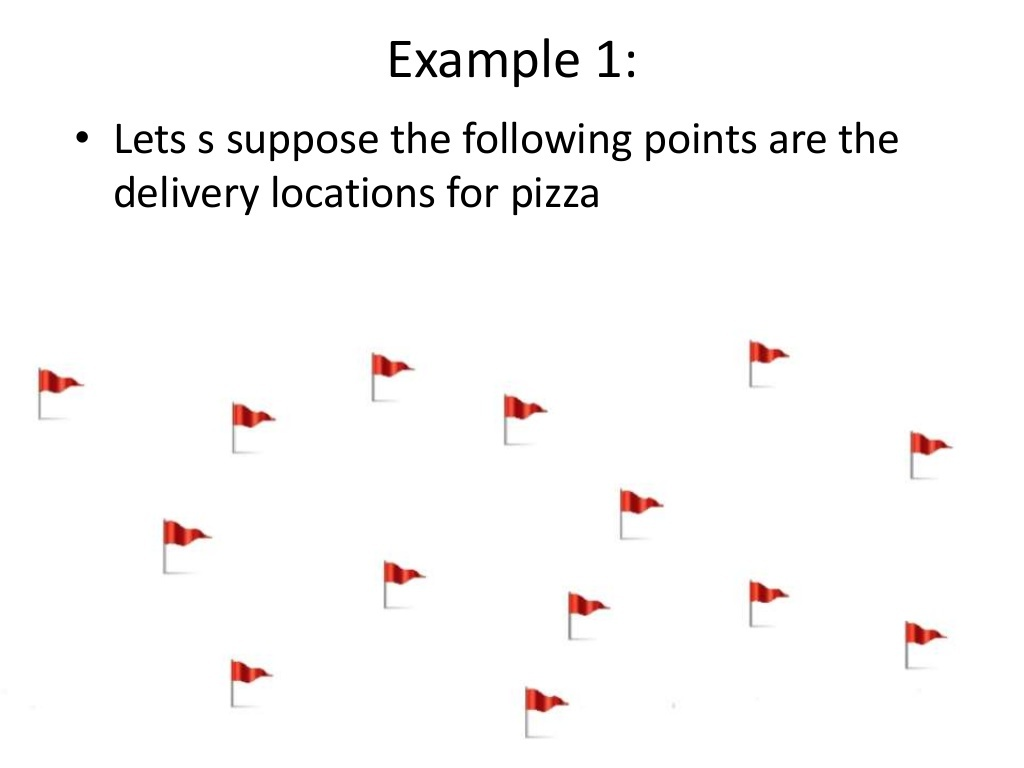 Example 1:
• Lets s suppose the following points are the
delivery locations for pizza